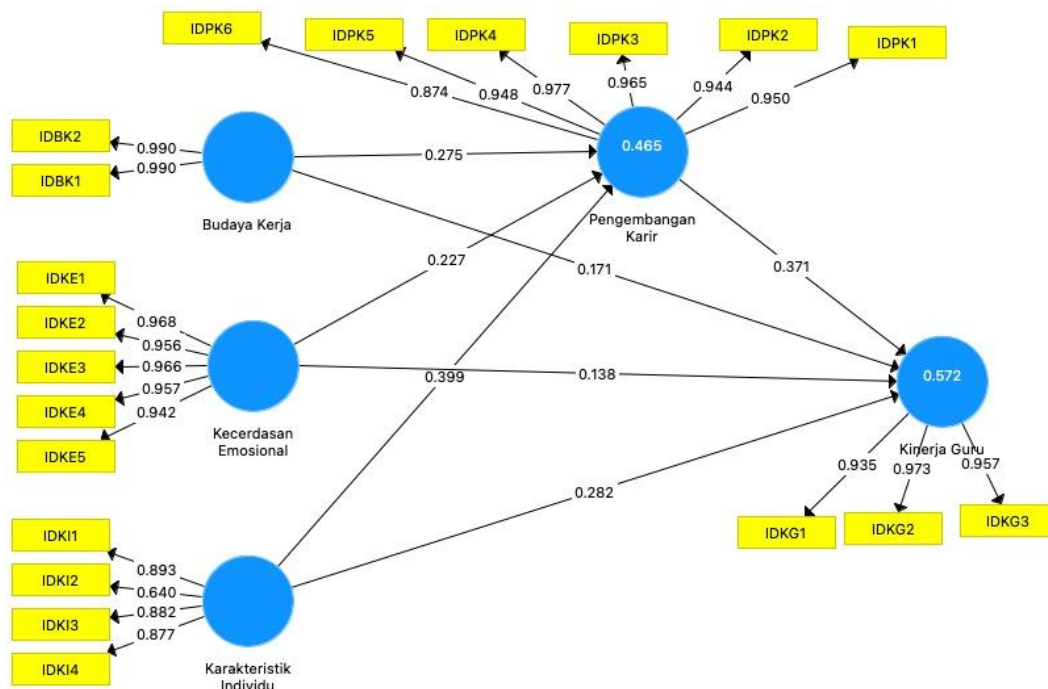 IDPK6
IDPK5
IDPK4
IDPK3
IDPK2
IDPK1
0.874
0.948
0.977
0.965
0.944
0.950
IDBK2
IDBK1
0.990
0.990
Budaya Kerja
0.275
0.465
Pengembangan
Karir
0.227
0.171
0.371
IDKE1
IDKE2
IDKE3
IDKE4
IDKE5
0.968
0.956
0.966
0.957
0.942
Kecerdasan
Emosional
0.399
0.138
0.572
Kinerja Guru
0.935
0.973
0.957
IDKG1
IDKG2
IDKG3
0.282
IDKI1
IDKI2
IDKI3
IDKI4
0.893
0.640
0.882
0.877
Karakteristik
Individu